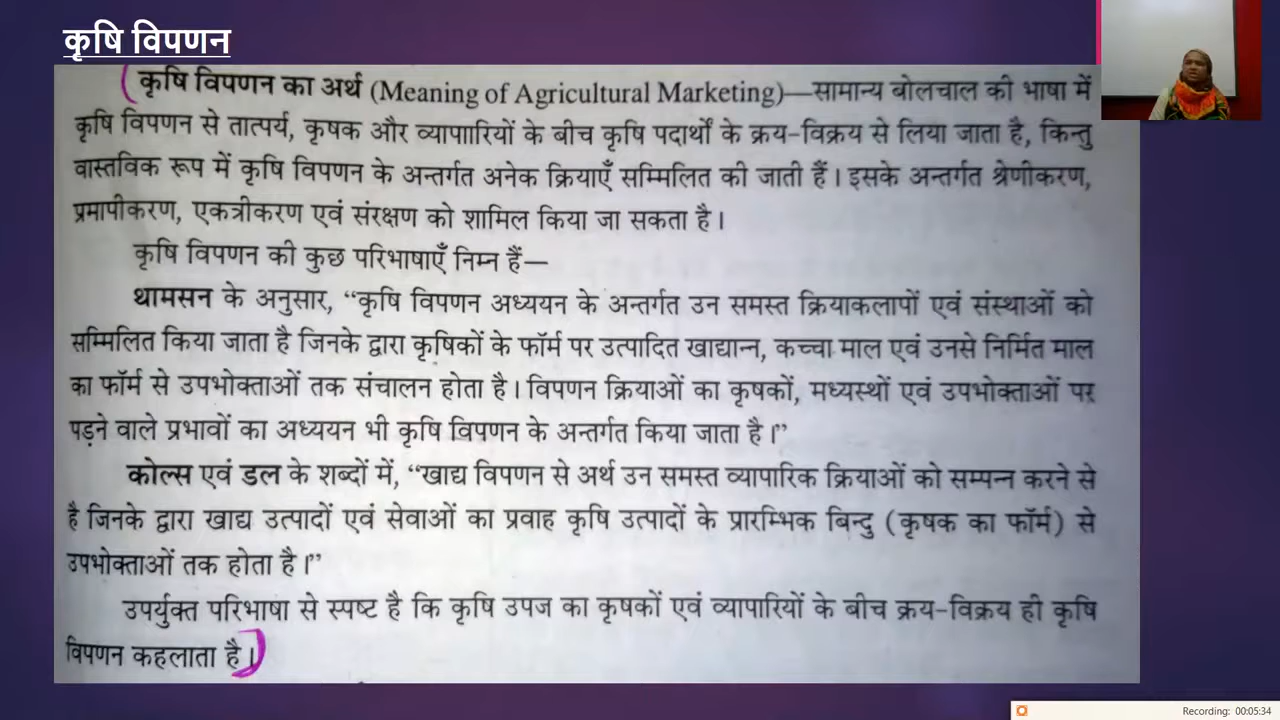 कृषि विपणन
(कृषि विपणन का अर्थ (Meaning of Agricultural Marketing)—सामान्य बोलचाल की भाषा में
कृषि विपणन से तात्पर्य, कृषक और व्यापाारियों के बीच कृषि पदार्थों के क्रय-विक्रय से लिया जाता है, किन्तु
वास्तविक रूप में कृषि विपणन के अन्तर्गत अनेक क्रियाएँ सम्मिलित की जाती हैं। इसके अन्तर्गत श्रेणीकरण,
प्रमापीकरण, एकत्रीकरण एवं संरक्षण को शामिल किया जा सकता है।
कृषि विपणन की कुछ परिभाषाएँ निम्न हैं—
थामसन के अनुसार, “कृषि विपणन अध्ययन के अन्तर्गत उन समस्त क्रियाकलापों एवं संस्थाओं को
सम्मिलित किया जाता है जिनके द्वारा कृषिकों के फॉर्म पर उत्पादित खाद्यान्न, कच्चा माल एवं उनसे निर्मित माल
का फॉर्म से उपभोक्ताओं तक संचालन होता है। विपणन क्रियाओं का कृषकों, मध्यस्थों एवं उपभोक्ताओं पर
पड़ने वाले प्रभावों का अध्ययन भी कृषि विपणन के अन्तर्गत किया जाता है।”
कोल्स एवं डल के शब्दों में, “खाद्य विपणन से अर्थ उन समस्त व्यापारिक क्रियाओं को सम्पन्न करने से
है जिनके द्वारा खाद्य उत्पादों एवं सेवाओं का प्रवाह कृषि उत्पादों के प्रारम्भिक बिन्दु (कृषक का फॉर्म) से
उपभोक्ताओं तक होता है।”
उपर्युक्त परिभाषा से स्पष्ट है कि कृषि उपज का कृषकों एवं व्यापारियों के बीच क्रय-विक्रय ही कृषि
विपणन कहलाता है।)
Recording: 00:05:34